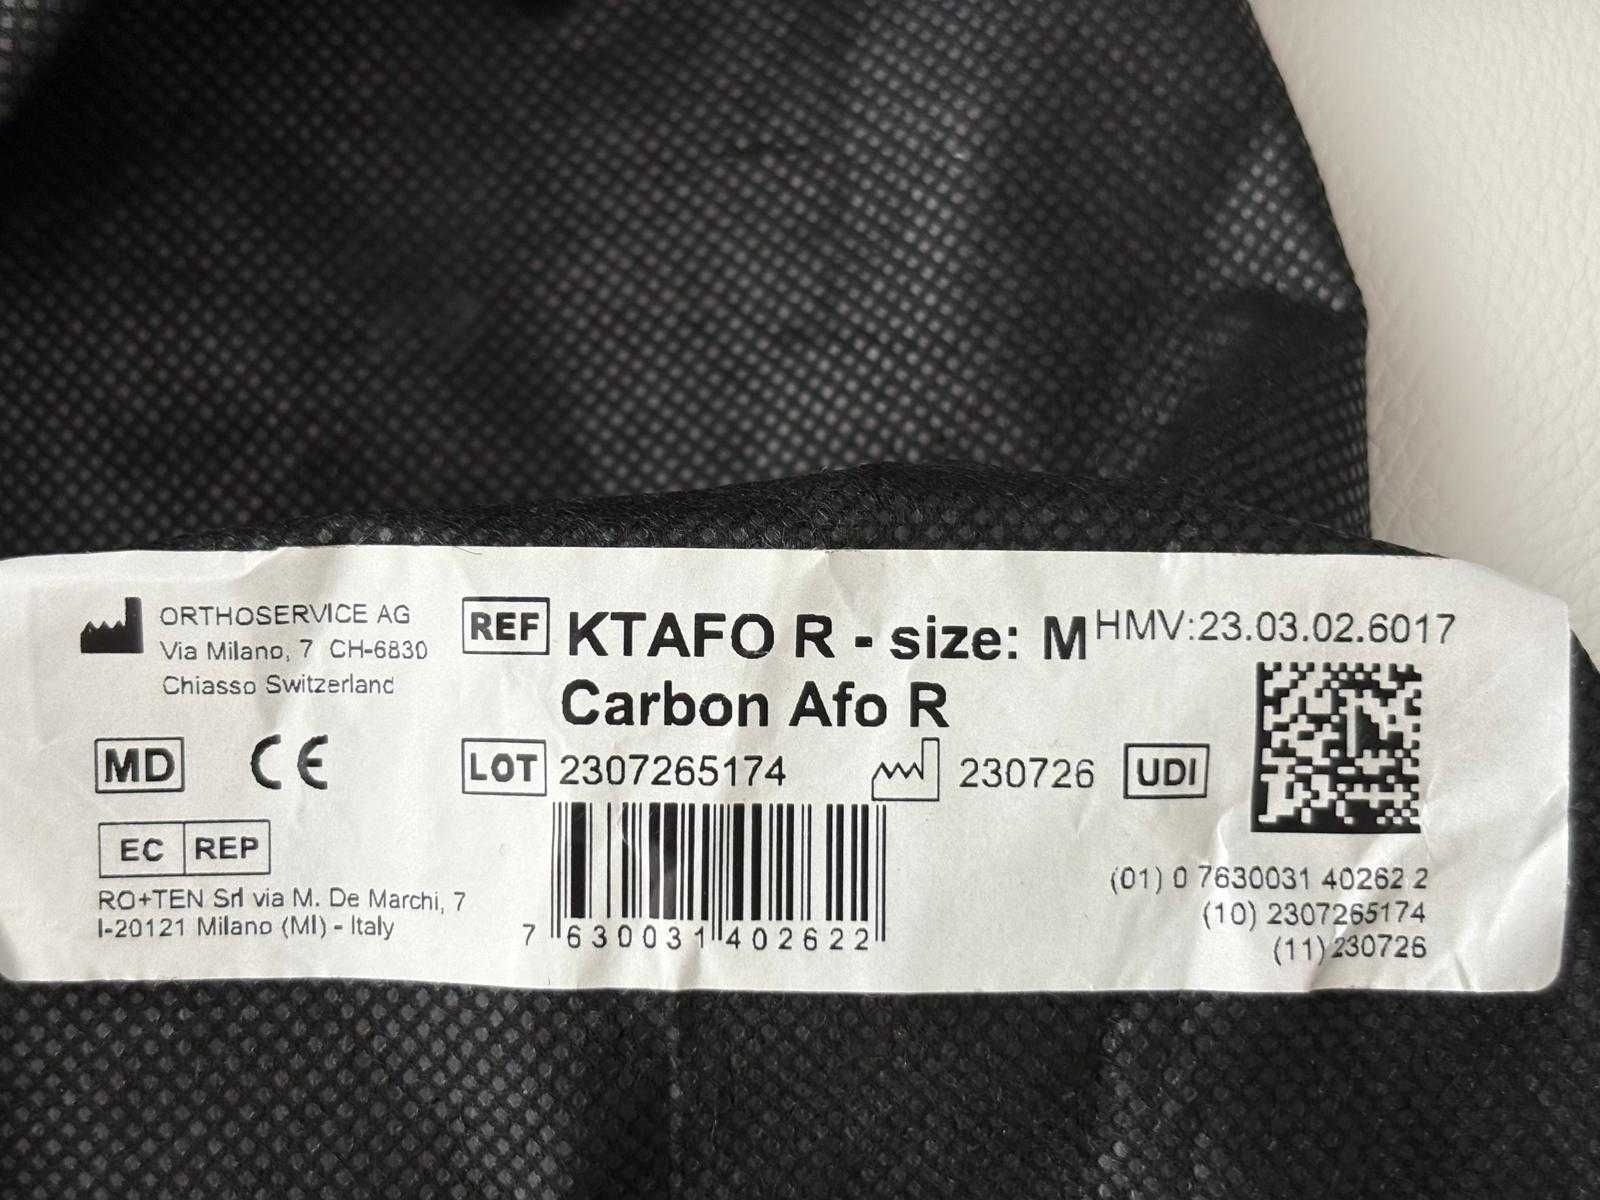 ORTHOSERVICE AG
Via Milano, 7 CH-6830
Chiasso Switzerland
REF KTAFO R - size: M
HMV:23.03.02.6017
Carbon Afo R
MD CE
LOT 2307265174
230726
UDI
EC REP
RO+TEN Srl via M. De Marchi, 7
I-20121 Milano (MI) - Italy
7 630031 402622
(01) 0 7630031 40262 2
(10) 2307265174
(11) 230726